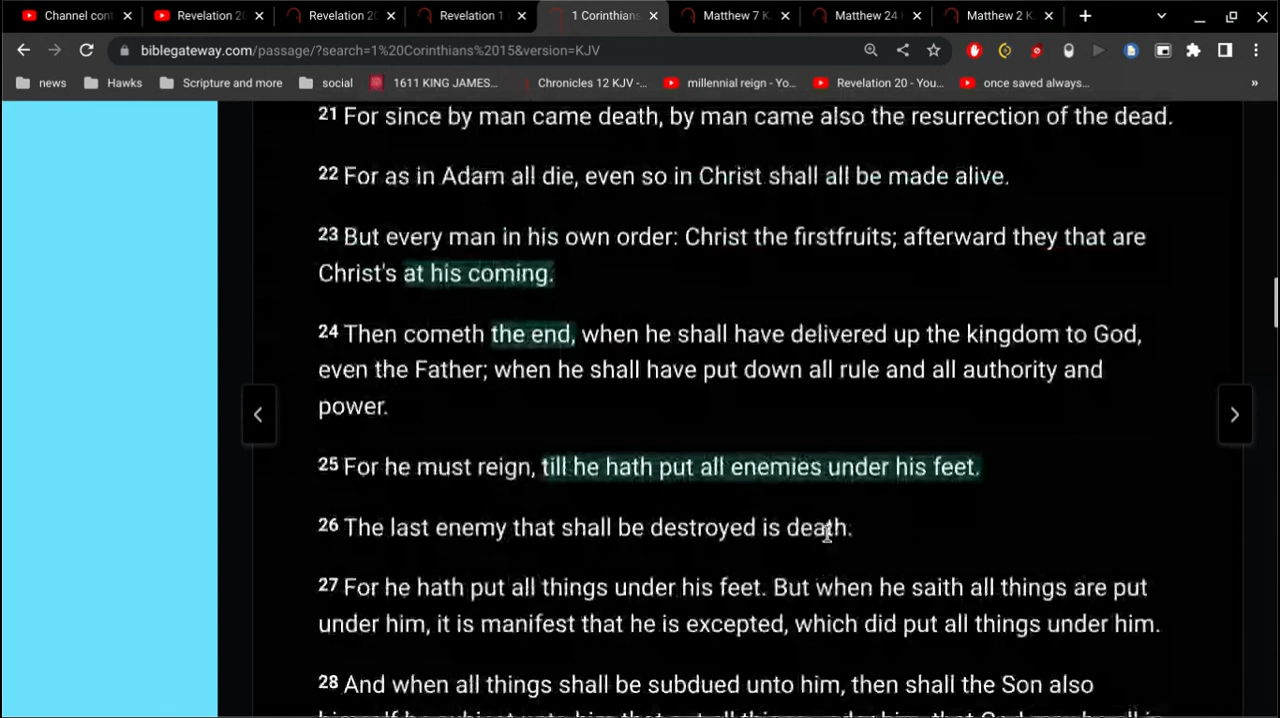 Channel cont
Revelation 20
Revelation 20
Revelation 1
1 Corinthians
Matthew 7 K
Matthew 24
Matthew 2 K
biblegateway.com/passage/?search=1%20Corinthians%2015&version=KJV
news
Hawks
Scripture and more
social
1611 KING JAMES...
Chronicles 12 KJV -...
millennial reign - Yo...
Revelation 20 - You...
once saved always...
»
21 For since by man came death, by man came also the resurrection of the dead.
22 For as in Adam all die, even so in Christ shall all be made alive.
23 But every man in his own order: Christ the firstfruits; afterward they that are
Christ's at his coming.
24 Then cometh the end, when he shall have delivered up the kingdom to God,
even the Father; when he shall have put down all rule and all authority and
power.
25 For he must reign, till he hath put all enemies under his feet.
26 The last enemy that shall be destroyed is death.
27 For he hath put all things under his feet. But when he saith all things are put
under him, it is manifest that he is excepted, which did put all things under him.
28 And when all things shall be subdued unto him, then shall the Son also